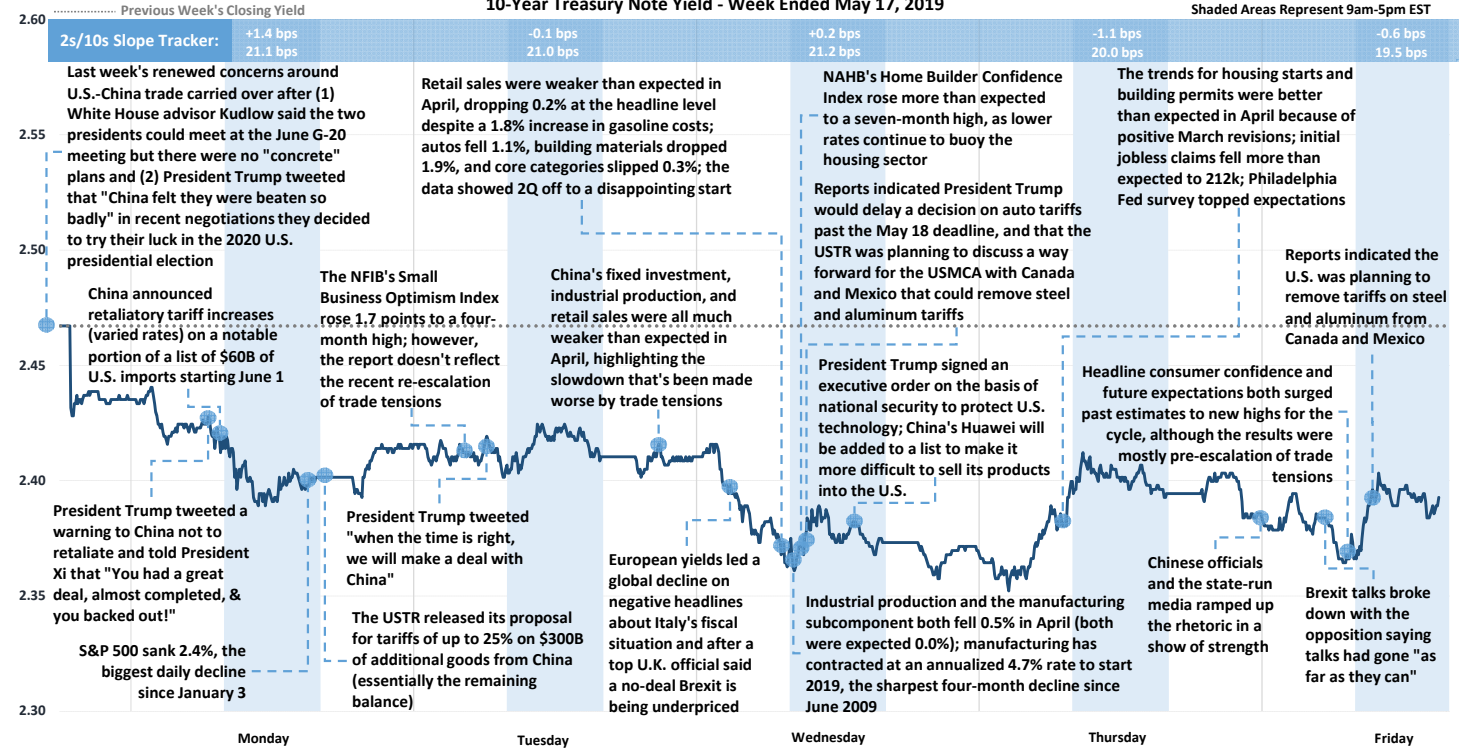 10-Year Treasury Note Yield - Week Ended May 17, 2019
Previous Week's Closing Yield
Shaded Areas Represent 9am-5pm EST
2s/10s Slope Tracker:
+1.4 bps
21.1 bps
-0.1 bps
21.0 bps
+0.2 bps
21.2 bps
-1.1 bps
20.0 bps
-0.6 bps
19.5 bps
2.60
2.55
2.50
2.45
2.40
2.35
2.30
Last week's renewed concerns around
U.S.-China trade carried over after (1)
White House advisor Kudlow said the two
presidents could meet at the June G-20
meeting but there were no "concrete"
plans and (2) President Trump tweeted
that "China felt they were beaten so
badly" in recent negotiations they decided
to try their luck in the 2020 U.S.
presidential election
China announced
retaliatory tariff increases
(varied rates) on a notable
portion of a list of $60B of
U.S. imports starting June 1
President Trump tweeted a
warning to China not to
retaliate and told President
Xi that "You had a great
deal, almost completed, &
you backed out!"
S&P 500 sank 2.4%, the
biggest daily decline
since January 3
The NFIB's Small
Business Optimism Index
rose 1.7 points to a four-
month high; however,
the report doesn't reflect
the recent re-escalation
of trade tensions
President Trump tweeted
"when the time is right,
we will make a deal with
China"
The USTR released its proposal
for tariffs of up to 25% on $300B
of additional goods from China
(essentially the remaining
balance)
Retail sales were weaker than expected in
April, dropping 0.2% at the headline level
despite a 1.8% increase in gasoline costs;
autos fell 1.1%, building materials dropped
1.9%, and core categories slipped 0.3%; the
data showed 2Q off to a disappointing start
China's fixed investment,
industrial production, and
retail sales were all much
weaker than expected in
April, highlighting the
slowdown that's been made
worse by trade tensions
European yields led a
global decline on
negative headlines
about Italy's fiscal
situation and after a
top U.K. official said
a no-deal Brexit is
being underpriced
NAHB's Home Builder Confidence
Index rose more than expected
to a seven-month high, as lower
rates continue to buoy the
housing sector
Reports indicated President Trump
would delay a decision on auto tariffs
past the May 18 deadline, and that the
USTR was planning to discuss a way
forward for the USMCA with Canada
and Mexico that could remove steel
and aluminum tariffs
President Trump signed an
executive order on the basis of
national security to protect U.S.
technology; China's Huawei will
be added to a list to make it
more difficult to sell its products
into the U.S.
Industrial production and the manufacturing
subcomponent both fell 0.5% in April (both
were expected 0.0%); manufacturing has
contracted at an annualized 4.7% rate to start
2019, the sharpest four-month decline since
June 2009
The trends for housing starts and
building permits were better
than expected in April because of
positive March revisions; initial
jobless claims fell more than
expected to 212k; Philadelphia
Fed survey topped expectations
Reports indicated the
U.S. was planning to
remove tariffs on steel
and aluminum from
Canada and Mexico
Headline consumer confidence and
future expectations both surged
past estimates to new highs for the
cycle, although the results were
mostly pre-escalation of trade
tensions
Chinese officials
and the state-run
media ramped up
the rhetoric in a
show of strength
Brexit talks broke
down with the
opposition saying
talks had gone "as
far as they can"
Monday
Tuesday
Wednesday
Thursday
Friday